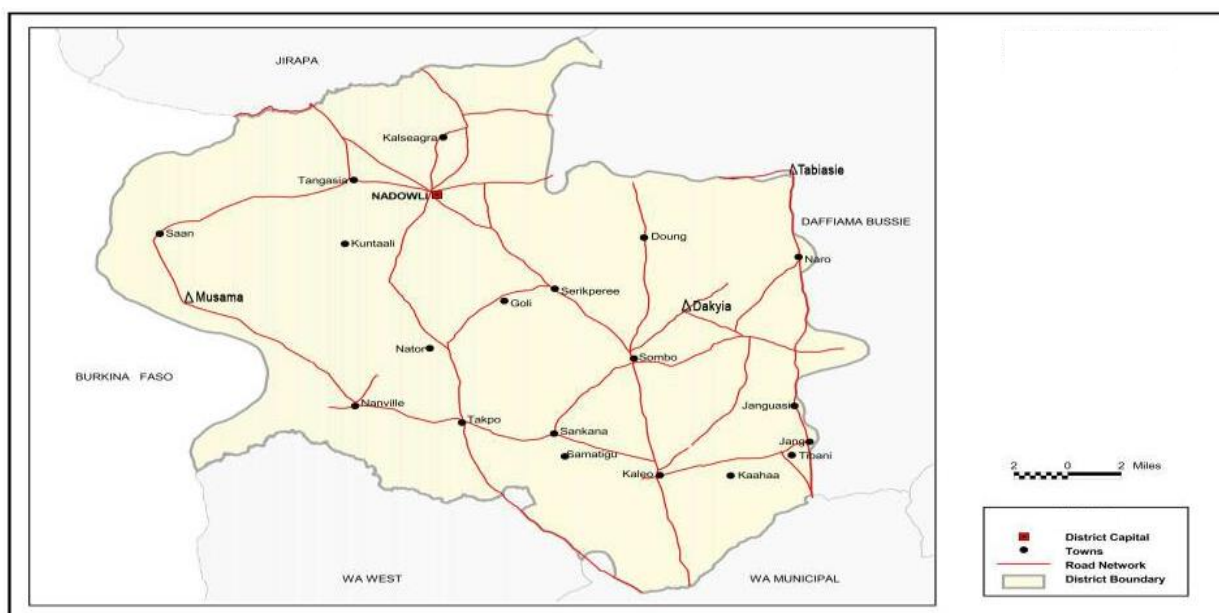 JIRAPA
Kalseagra
Tabiasie
Tangasia
NADOWLI
DAFFIAMA BUSSIE
Saan
Doung
Kuntaali
Naro
Musama
Serikperee
Goli
Dakyia
Nator
Sombo
BURKINA FASO
Nanville
Janguasi
Takpo
Sankana
Jang
Samatigu
Tibani
Kaleo
Kaahaa
2 0 2 Miles
District Capital
Towns
Road Network
District Boundary
WA WEST
WA MUNICIPAL